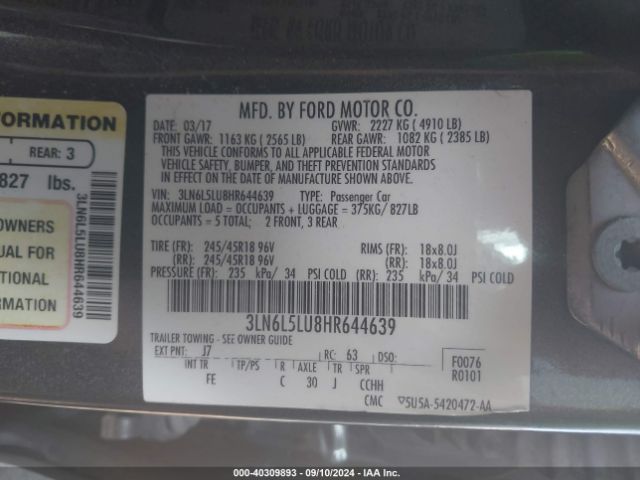 MFD. BY FORD MOTOR CO.
DATE: 03/17 GVWR: 2227 KG ( 4910 LB)
FRONT GAWR: 1163 KG ( 2565 LB) REAR GAWR: 1082 KG ( 2385 LB)
THIS VEHICLE CONFORMS TO ALL APPLICABLE FEDERAL MOTOR
VEHICLE SAFETY, BUMPER, AND THEFT PREVENTION STANDARDS
IN EFFECT ON THE DATE OF MANUFACTURE SHOWN ABOVE.
VIN: 3LN6L5LU8HR644639 TYPE: Passenger Car
MAXIMUM LOAD = OCCUPANTS + LUGGAGE = 375KG/ 827LB
OCCUPANTS = 5 TOTAL; 2 FRONT, 3 REAR
TIRE (FR): 245/45R18 96V RIMS (FR): 18x8.0J
(RR): 245/45R18 96V (RR): 18x8.0J
PRESSURE (FR): 235 kPa/ 34 PSI COLD (RR): 235 kPa/ 34 PSI COLD
3LN6L5LU8HR644639
TRAILER TOWING - SEE OWNER GUIDE
EXT PNT: J7 RC: 63 DSO:
INT TR TP/PS R AXLE TR SPR
FE C 30 J CCHH
F0076
R0101
CMC 5U5A-5420472-AA
FORMATION
REAR: 3
827 lbs.
OWNERS
UAL FOR
TIONAL
FORMATION
3LN6L5LU8HR644639
000-40309893 - 09/10/2024 - IAA Inc.